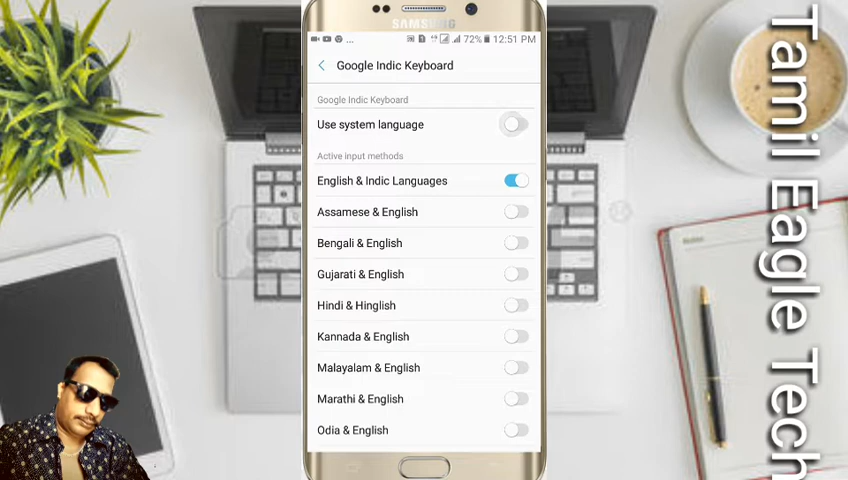 SAMSUNG
... 72% 12:51 PM
Google Indic Keyboard
Google Indic Keyboard
Use system language
Active input methods
English & Indic Languages
Assamese & English
Bengali & English
Gujarati & English
Hindi & Hinglish
Kannada & English
Malayalam & English
Marathi & English
Odia & English
Tamil Eagle Tech